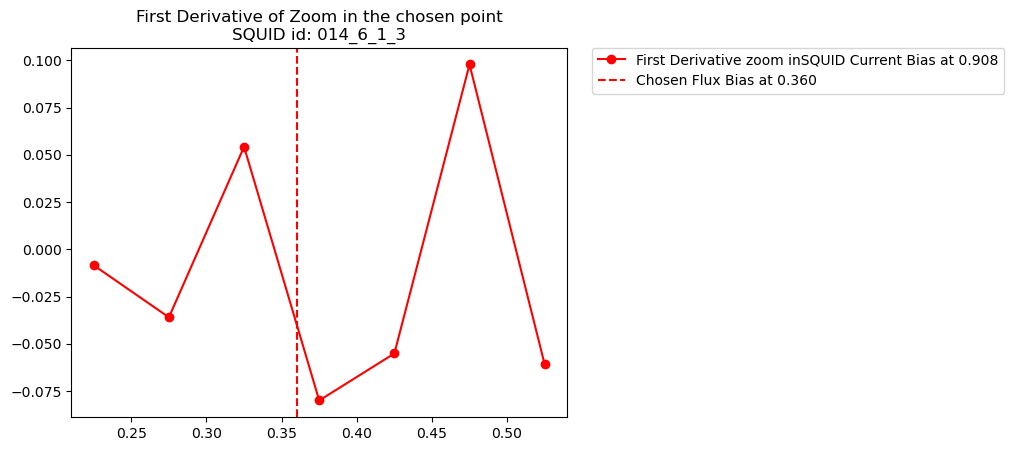 First Derivative of Zoom in the chosen point
SQUID id: 014_6_1_3
First Derivative zoom inSQUID Current Bias at 0.908
Chosen Flux Bias at 0.360
0.100
0.075
0.050
0.025
0.000
−0.025
−0.050
−0.075
0.25 0.30 0.35 0.40 0.45 0.50